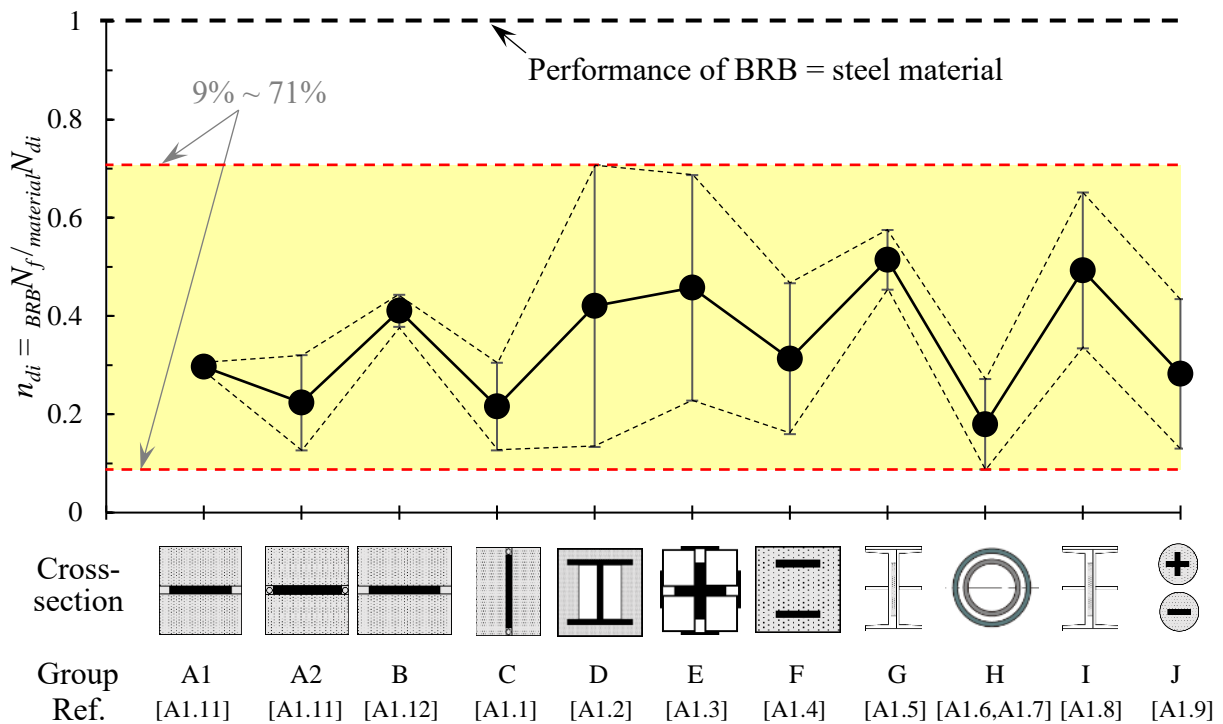 1
Performance of BRB = steel material
9% ~ 71%
0.8
0.6
0.4
0.2
0
n_di = BRB N_f / material N_di
Cross-
section
Group A1 A2 B C D E F G H I J
Ref. [A1.11] [A1.11] [A1.12] [A1.1] [A1.2] [A1.3] [A1.4] [A1.5] [A1.6,A1.7] [A1.8] [A1.9]